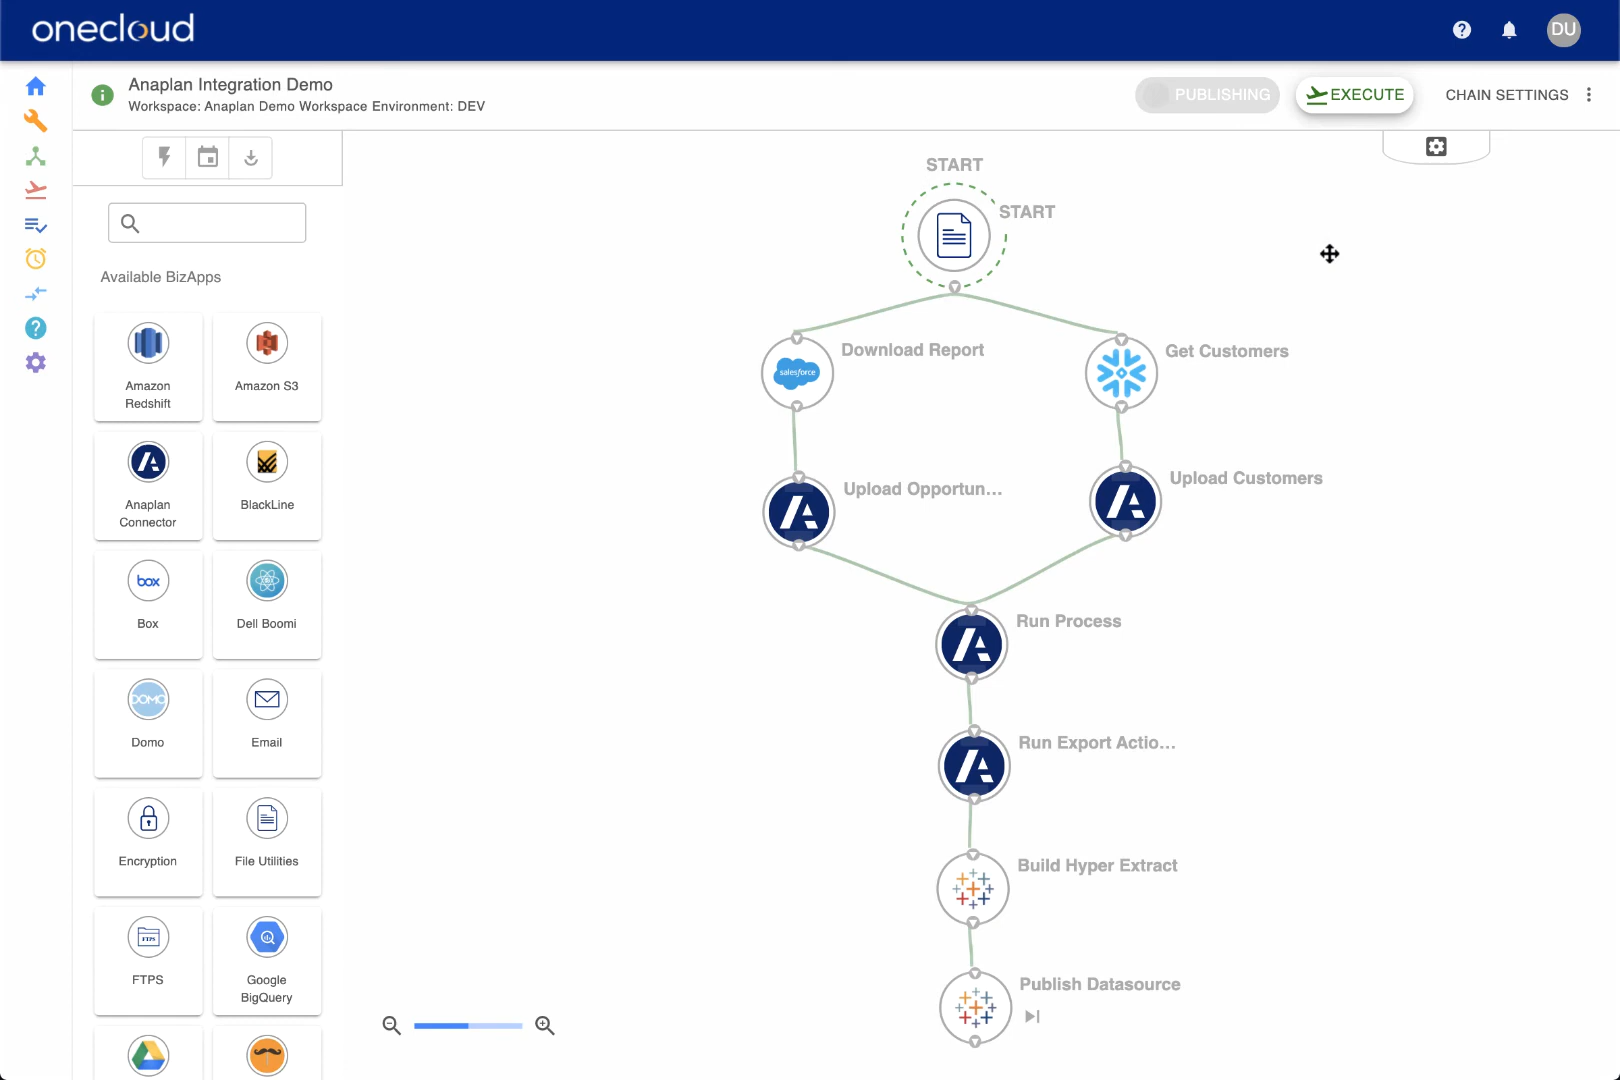 onecloud
DU
Anaplan Integration Demo
Workspace: Anaplan Demo Workspace Environment: DEV
PUBLISHING
EXECUTE
CHAIN SETTINGS
Available BizApps
Amazon
Redshift
Amazon S3
Anaplan
Connector
BlackLine
box
Box
Dell Boomi
DOMO
Domo
Email
Encryption
File Utilities
FTPS
FTPS
Google
BigQuery
START
START
salesforce
Download Report
Get Customers
Upload Opportun...
Upload Customers
Run Process
Run Export Actio...
Build Hyper Extract
Publish Datasource